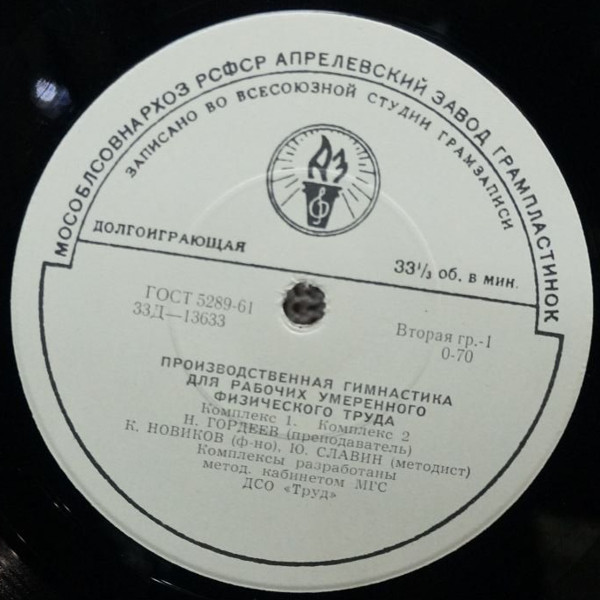 МОСОБЛСОВНАРХОЗ РСФСР АПРЕЛЕВСКИЙ ЗАВОД ГРАМПЛАСТИНОК
ЗАПИСАНО ВО ВСЕСОЮЗНОЙ СТУДИИ ГРАМЗАПИСИ
АЗ
ДОЛГОИГРАЮЩАЯ
33⅓ об. в мин.
ГОСТ 5289-61
33Д—13633
Вторая гр.-1
0-70
ПРОИЗВОДСТВЕННАЯ ГИМНАСТИКА
ДЛЯ РАБОЧИХ УМЕРЕННОГО
ФИЗИЧЕСКОГО ТРУДА
Комплекс 1. Комплекс 2
Н. ГОРДЕЕВ (преподаватель)
К. НОВИКОВ (ф-но), Ю. СЛАВИН (методист)
Комплексы разработаны
метод. кабинетом МГС
ДСО «Труд»